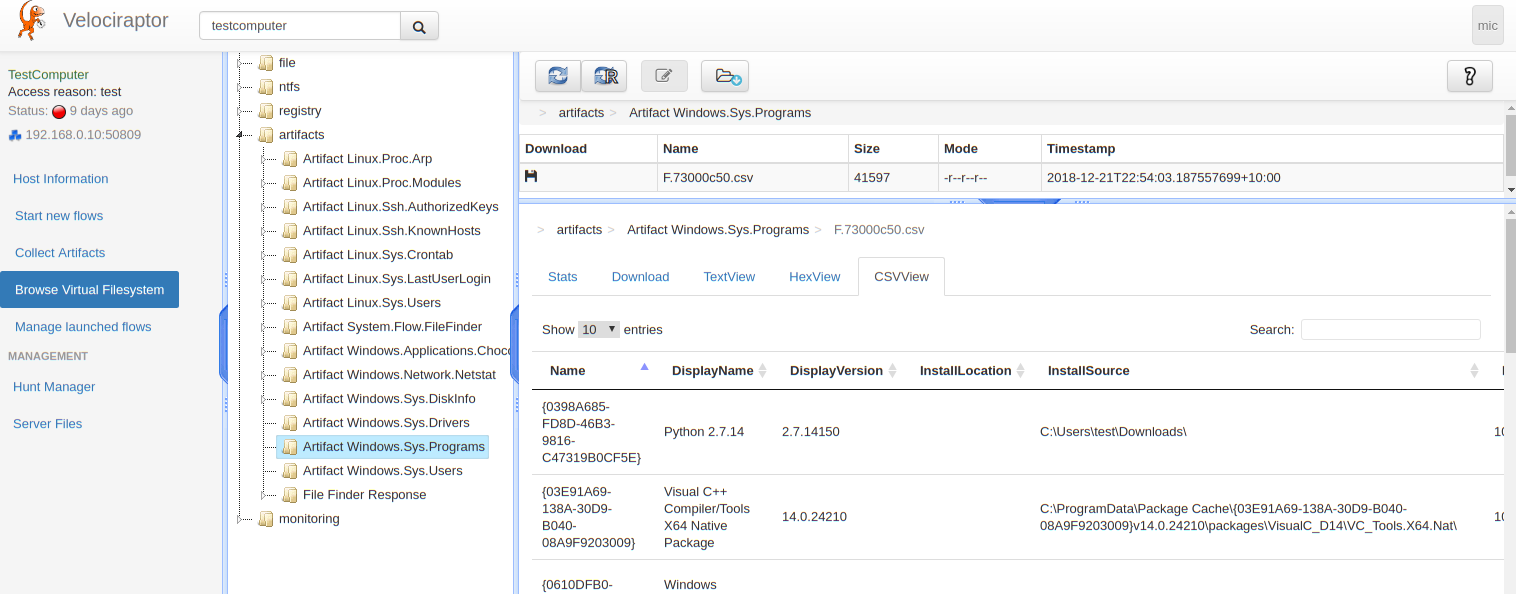 Velociraptor
testcomputer
mic
TestComputer
Access reason: test
Status: 9 days ago
192.168.0.10:50809
Host Information
Start new flows
Collect Artifacts
Browse Virtual Filesystem
Manage launched flows
MANAGEMENT
Hunt Manager
Server Files
file
ntfs
registry
artifacts
Artifact Linux.Proc.Arp
Artifact Linux.Proc.Modules
Artifact Linux.Ssh.AuthorizedKeys
Artifact Linux.Ssh.KnownHosts
Artifact Linux.Sys.Crontab
Artifact Linux.Sys.LastUserLogin
Artifact Linux.Sys.Users
Artifact System.Flow.FileFinder
Artifact Windows.Applications.Choco
Artifact Windows.Network.Netstat
Artifact Windows.Sys.DiskInfo
Artifact Windows.Sys.Drivers
Artifact Windows.Sys.Programs
Artifact Windows.Sys.Users
File Finder Response
monitoring
R
?
> artifacts > Artifact Windows.Sys.Programs
Download Name Size Mode Timestamp
F.73000c50.csv 41597 -r--r--r-- 2018-12-21T22:54:03.187557699+10:00
> artifacts > Artifact Windows.Sys.Programs > F.73000c50.csv
Stats Download TextView HexView CSVView
Show 10 entries Search:
Name DisplayName DisplayVersion InstallLocation InstallSource
{0398A685-
FD8D-46B3-
9816-
C47319B0CF5E}
Python 2.7.14
2.7.14150
C:\Users\test\Downloads\
10
{03E91A69-
138A-30D9-
B040-
08A9F9203009}
Visual C++
Compiler/Tools
X64 Native
Package
14.0.24210
C:\ProgramData\Package Cache\{03E91A69-138A-30D9-B040-
08A9F9203009}v14.0.24210\packages\VisualC_D14\VC_Tools.X64.Nat\
10
{0610DFB0-
Windows